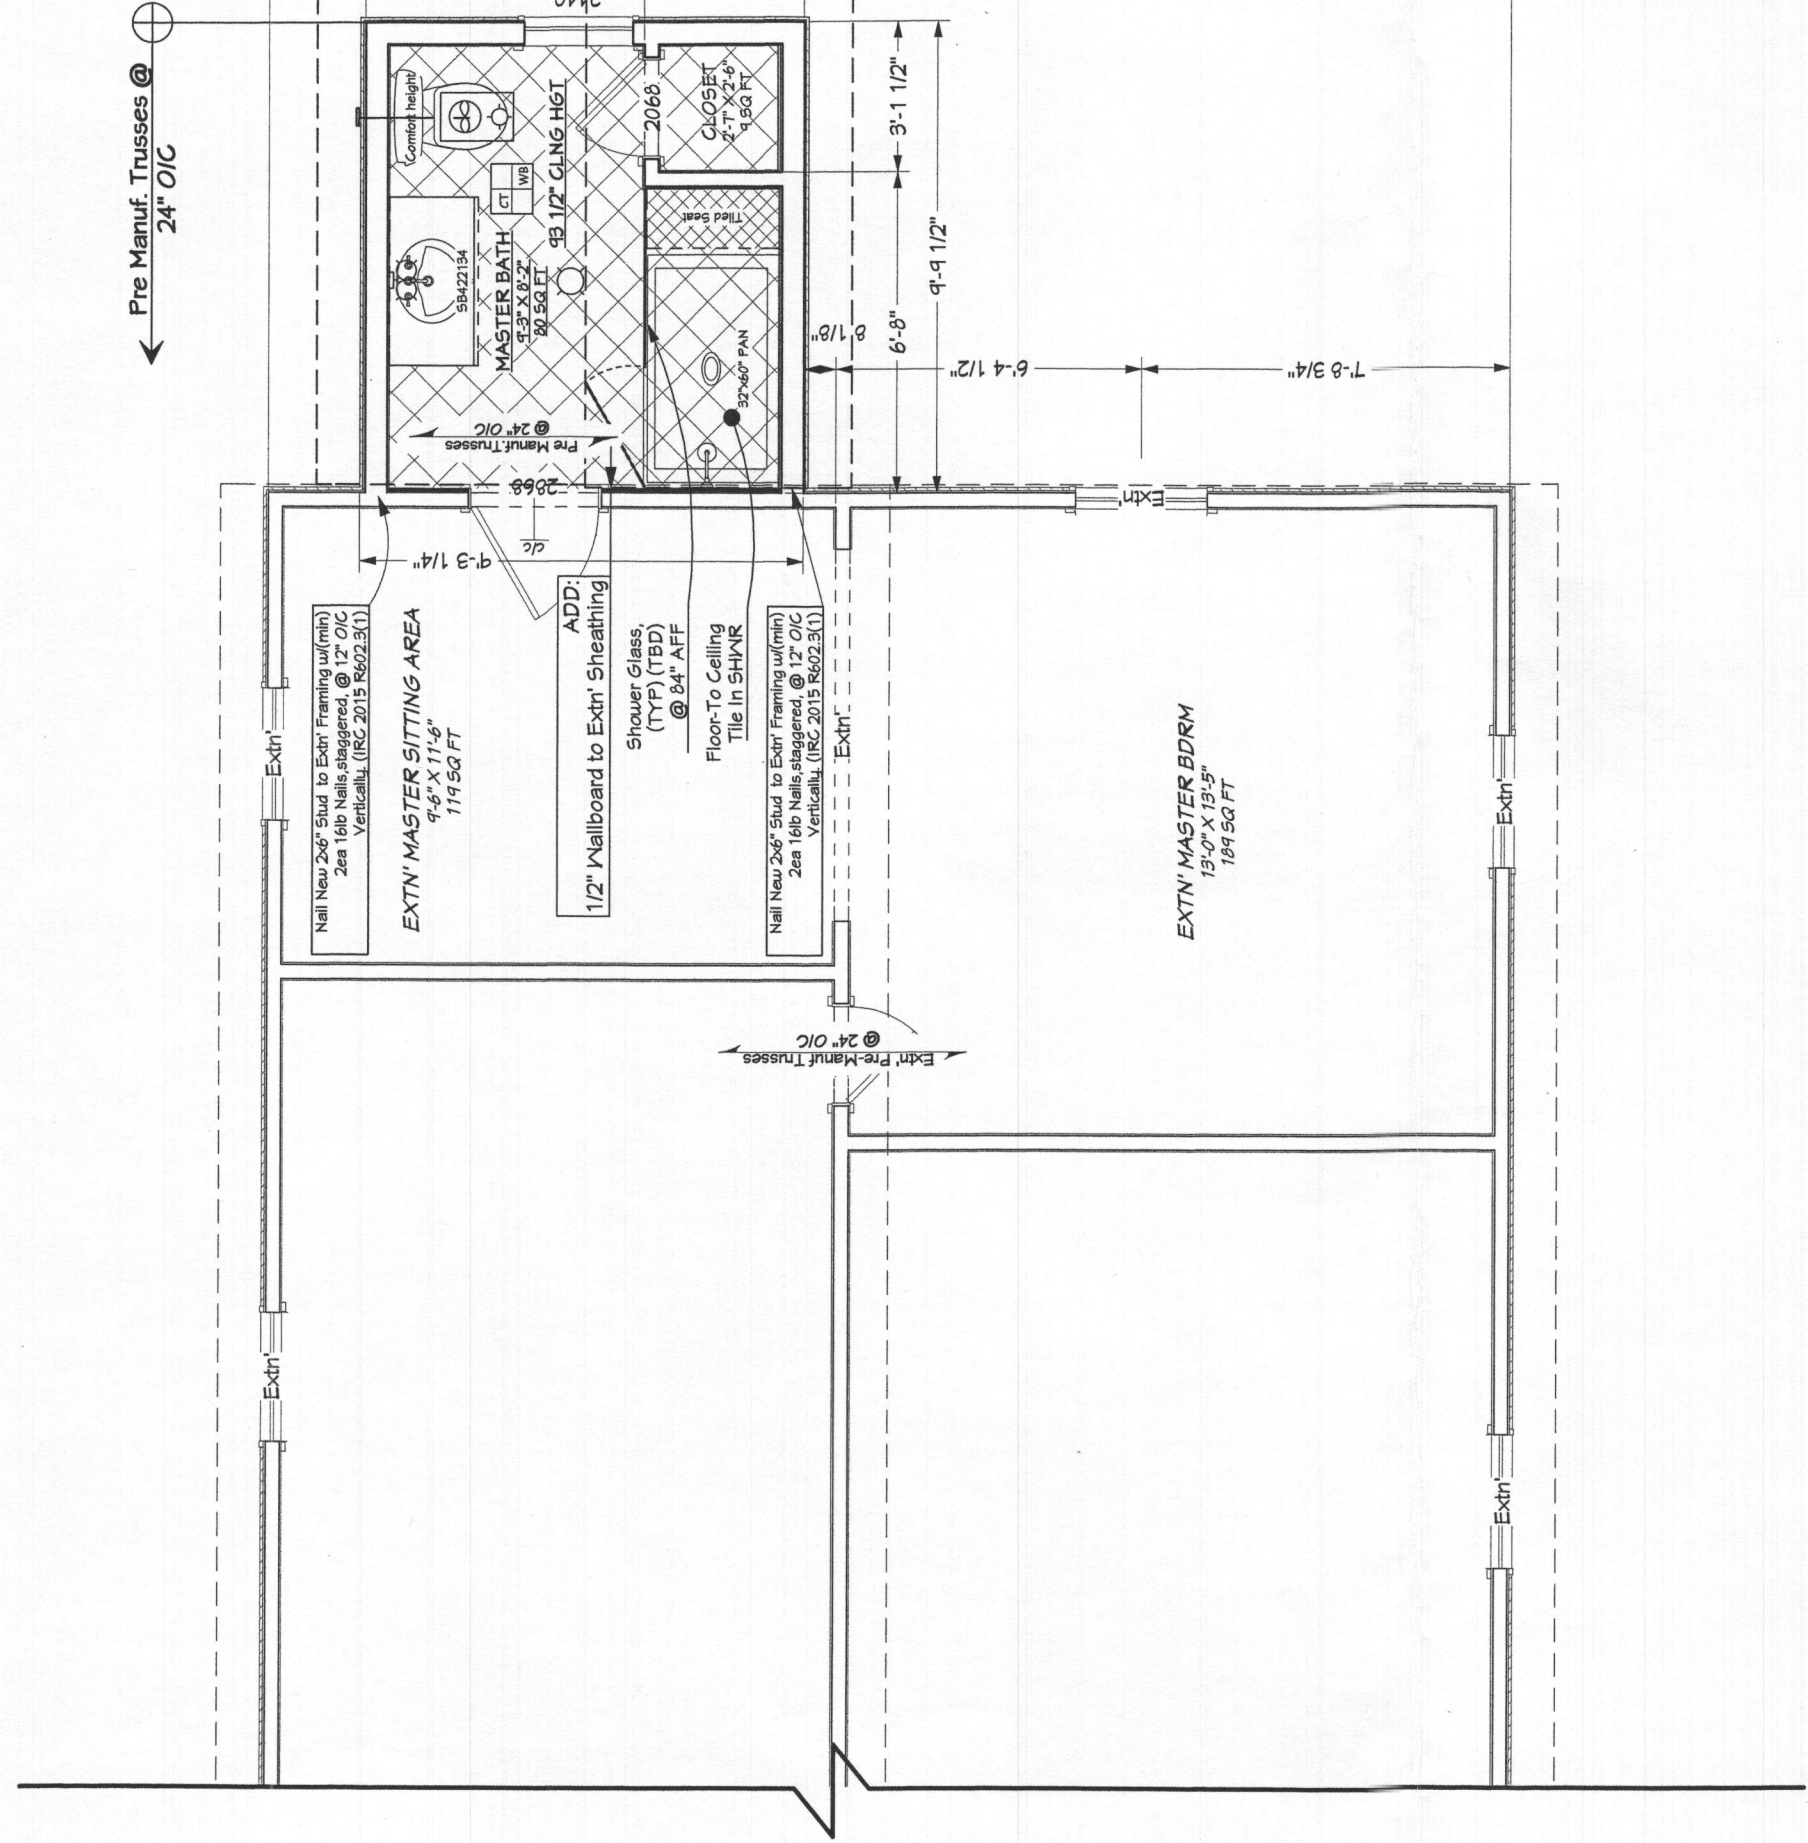 Pre Manuf. Trusses @
24" O/C
Comfort height
SB422134
CT
WB
MASTER BATH
9'-3" X 8'-2"
80 SQ FT
93 1/2" CLNG HGT
2068
CLOSET
2'-7" X 2'-6"
9 SQ FT
Tiled Seat
32"x60" PAN
Pre Manuf.Trusses
@ 24" O/C
2868
c/c
3'-1 1/2"
6'-8"
9'-9 1/2"
8 1/8"
6'-4 1/2"
7'-8 3/4"
9'-3 1/4"
Extn'
Nail New 2x6" Stud to Extn' Framing w/(min)
2ea 16lb Nails,staggered, @ 12" O/C
Vertically. (IRC 2015 R602.3(1)
EXTN' MASTER SITTING AREA
9'-6" X 11'-6"
119 SQ FT
ADD:
1/2" Wallboard to Extn' Sheathing
Shower Glass,
(TYP) (TBD)
@ 84" AFF
Floor-To Ceiling
Tile In SHWR
Nail New 2x6" Stud to Extn' Framing w/(min)
2ea 16lb Nails,staggered, @ 12" O/C
Vertically. (IRC 2015 R602.3(1)
Extn'
Extn'
EXTN' MASTER BDRM
13'-0" X 13'-5"
189 SQ FT
Extn'
Extn' Pre-Manuf Trusses
@ 24" O/C
Extn'
Extn'